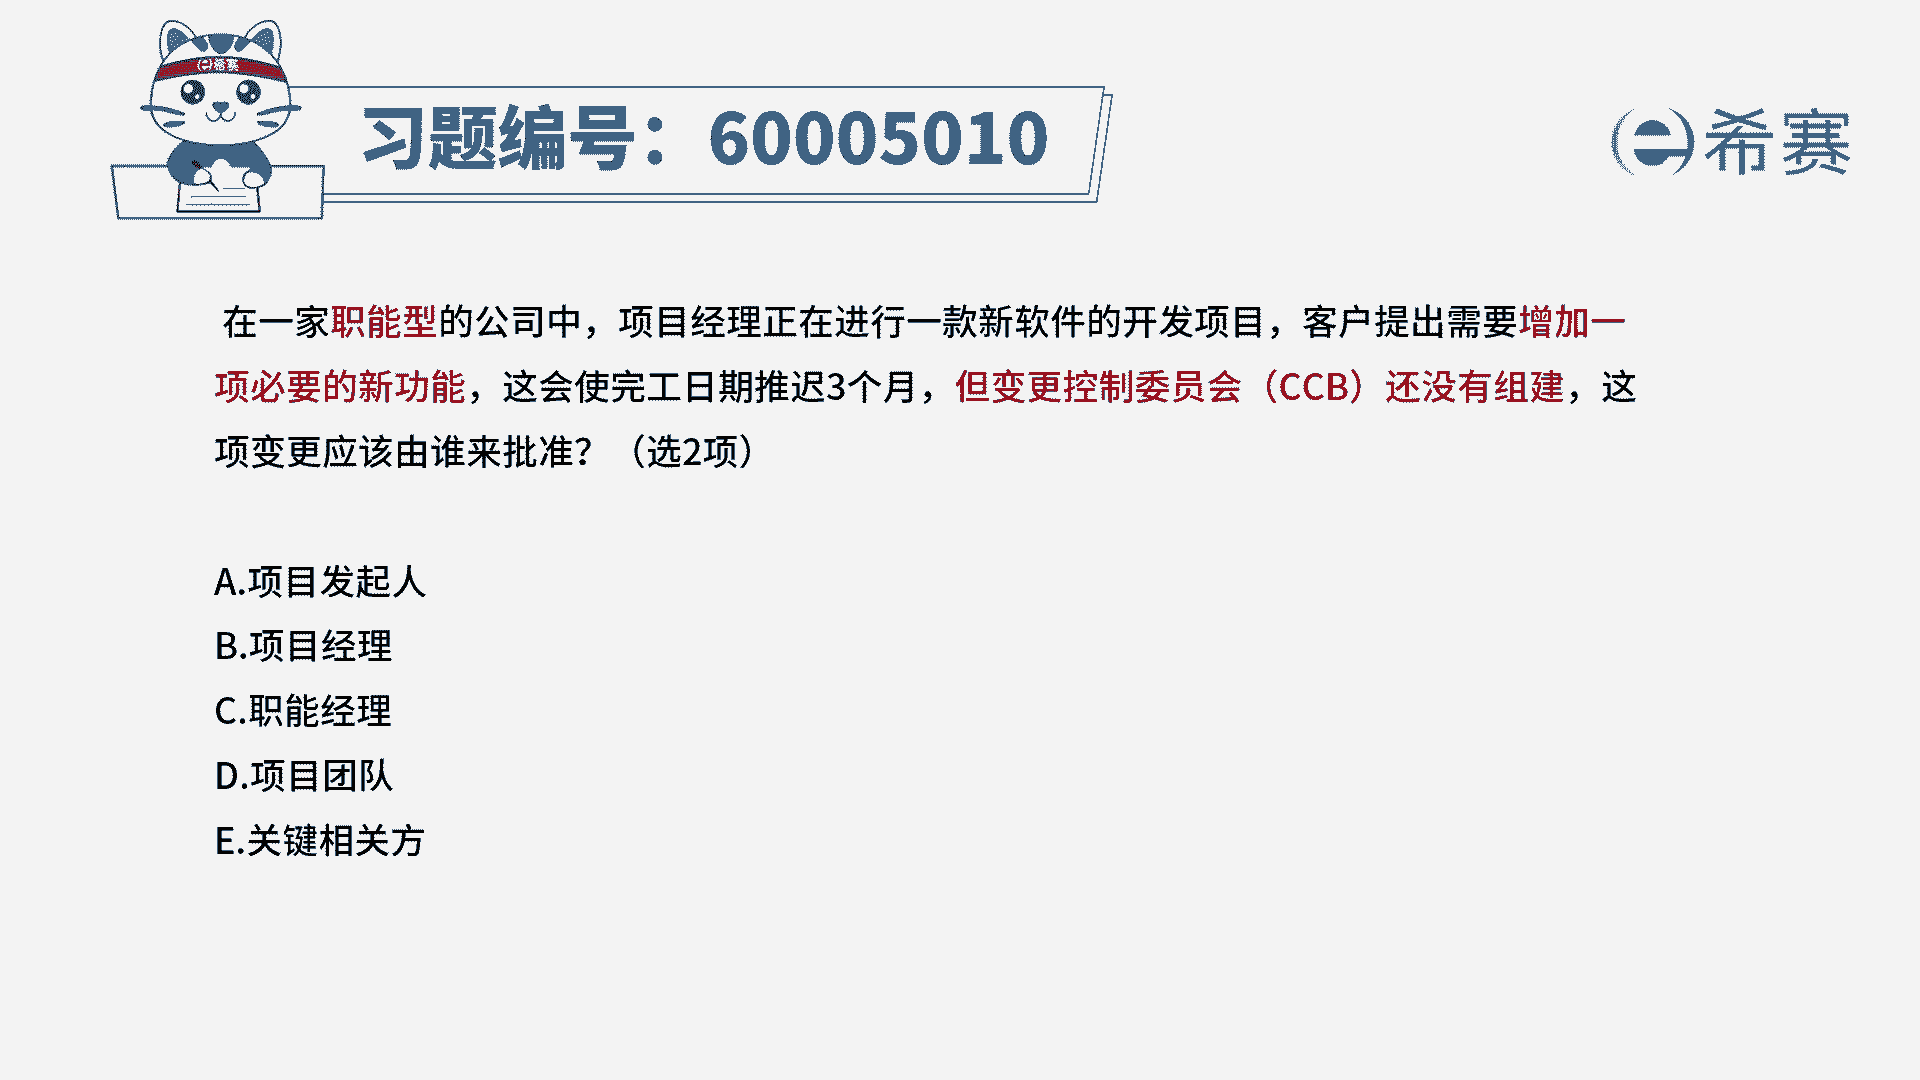 e希赛
习题编号：60005010
e希赛
在一家职能型的公司中，项目经理正在进行一款新软件的开发项目，客户提出需要增加一
项必要的新功能，这会使完工日期推迟3个月，但变更控制委员会（CCB）还没有组建，这
项变更应该由谁来批准？（选2项）
A.项目发起人
B.项目经理
C.职能经理
D.项目团队
E.关键相关方